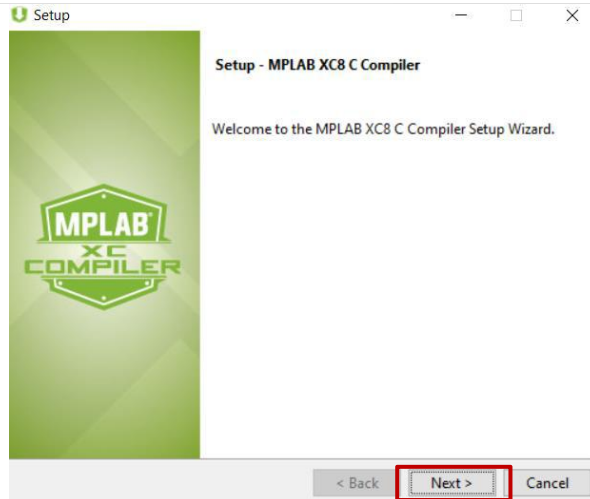 Setup
Setup - MPLAB XC8 C Compiler
Welcome to the MPLAB XC8 C Compiler Setup Wizard.
MPLAB®
XC
COMPILER
< Back Next > Cancel